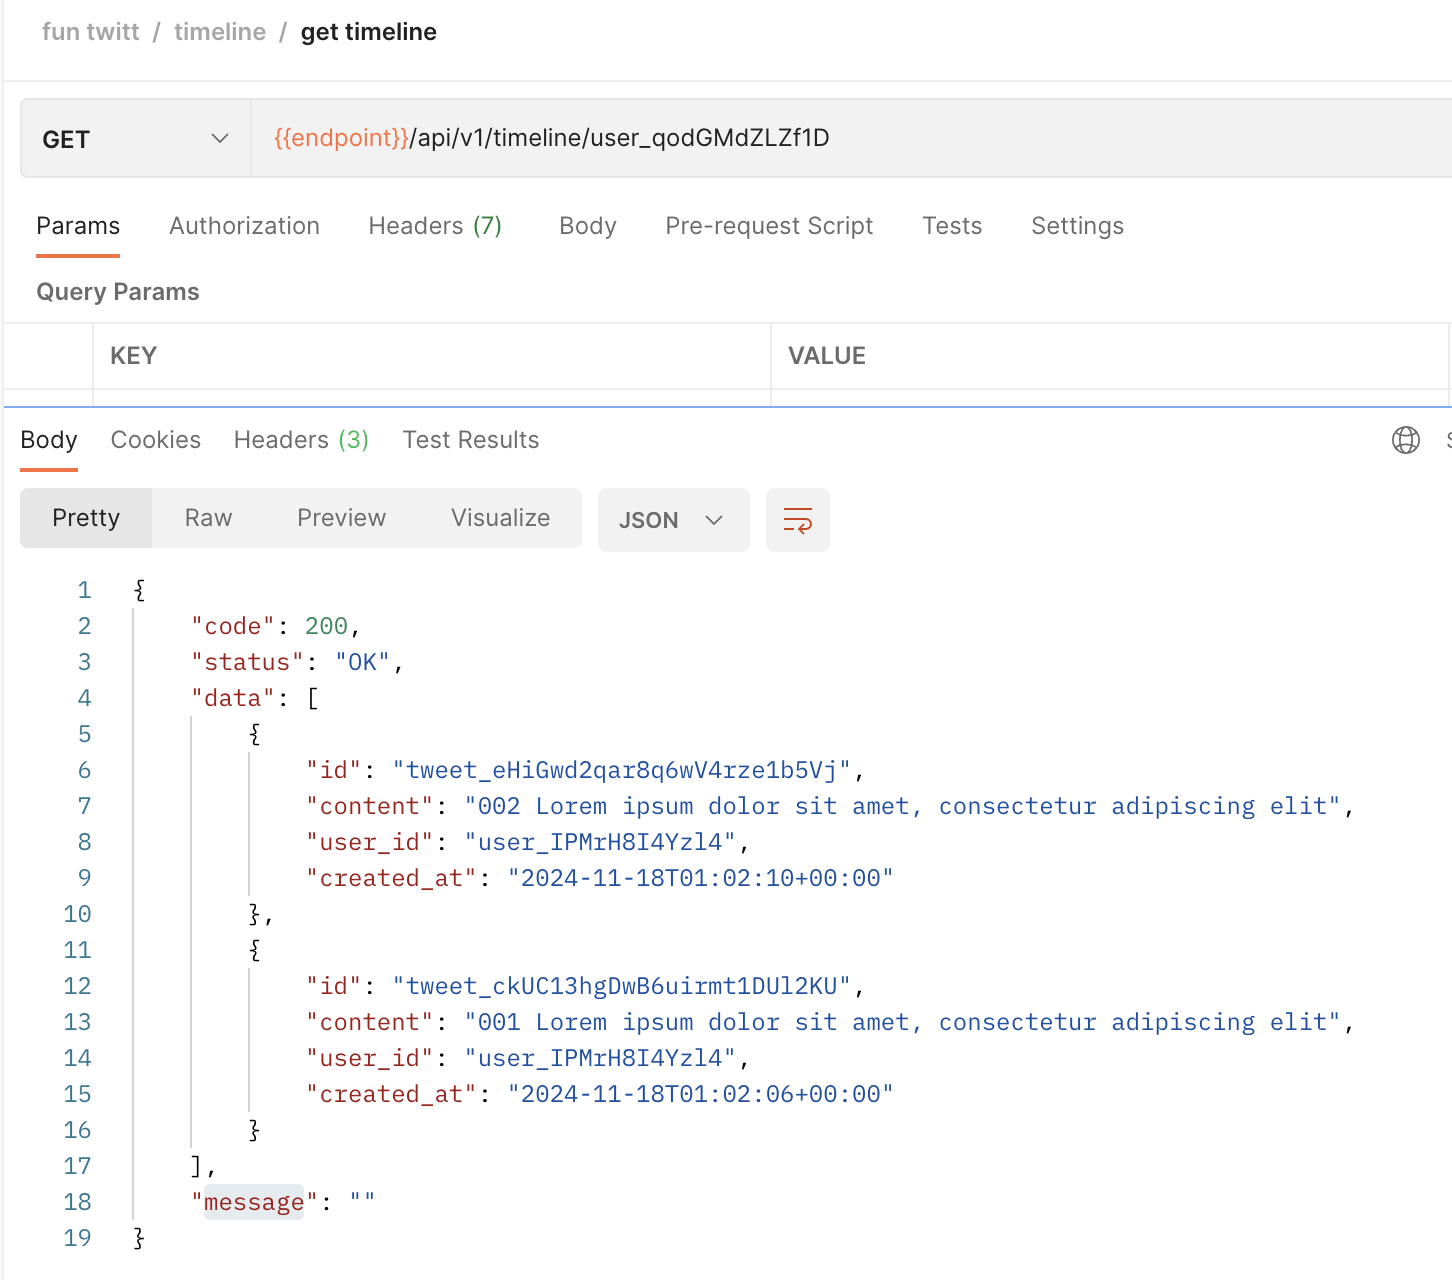 fun twitt / timeline / get timeline
GET {{endpoint}}/api/v1/timeline/user_qodGMdZLZf1D
Params Authorization Headers (7) Body Pre-request Script Tests Settings
Query Params
KEY VALUE
Body Cookies Headers (3) Test Results
Pretty Raw Preview Visualize JSON
1 {
2 "code": 200,
3 "status": "OK",
4 "data": [
5 {
6 "id": "tweet_eHiGwd2qar8q6wV4rze1b5Vj",
7 "content": "002 Lorem ipsum dolor sit amet, consectetur adipiscing elit",
8 "user_id": "user_IPMrH8I4Yzl4",
9 "created_at": "2024-11-18T01:02:10+00:00"
10 },
11 {
12 "id": "tweet_ckUC13hgDwB6uirmt1DUl2KU",
13 "content": "001 Lorem ipsum dolor sit amet, consectetur adipiscing elit",
14 "user_id": "user_IPMrH8I4Yzl4",
15 "created_at": "2024-11-18T01:02:06+00:00"
16 }
17 ],
18 "message": ""
19 }